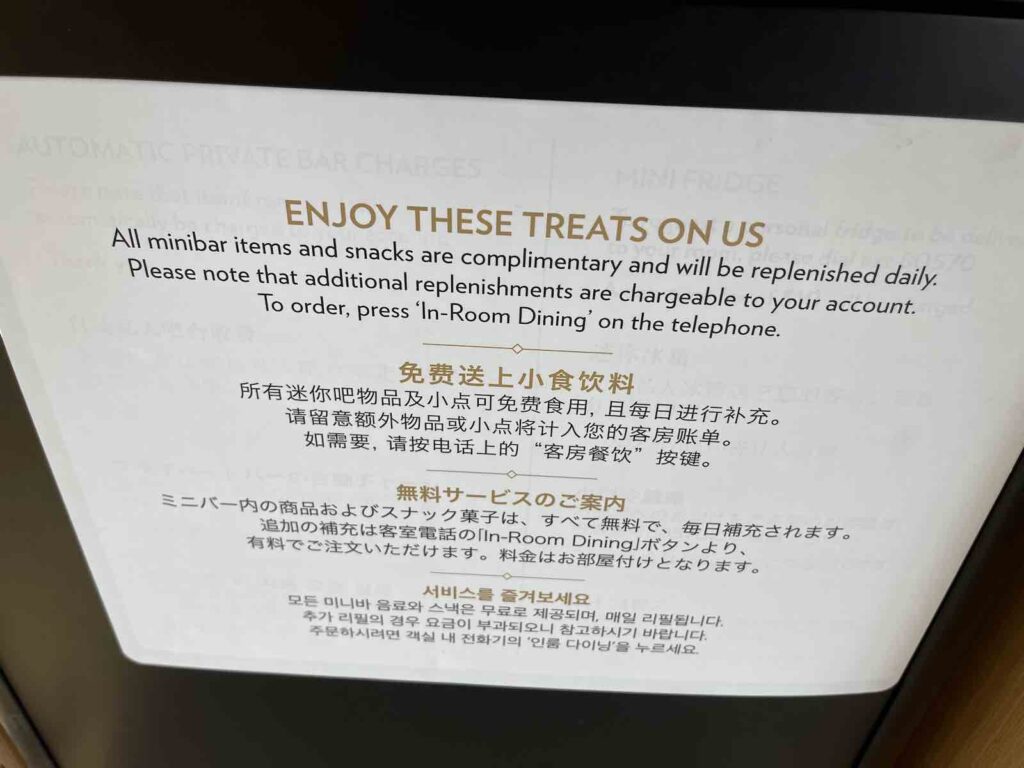 ENJOY THESE TREATS ON US
All minibar items and snacks are complimentary and will be replenished daily.
Please note that additional replenishments are chargeable to your account.
To order, press ‘In-Room Dining’ on the telephone.
免费送上小食饮料
所有迷你吧物品及小点可免费食用, 且每日进行补充。
请留意额外物品或小点将计入您的客房账单。
如需要, 请按电话上的 “客房餐饮” 按键。
無料サービスのご案内
ミニバー内の商品およびスナック菓子は、すべて無料で、毎日補充されます。
追加の補充は客室電話の「In-Room Dining」ボタンより、
有料でご注文いただけます。料金はお部屋付けとなります。
서비스를 즐겨보세요
모든 미니바 음료와 스낵은 무료로 제공되며, 매일 리필됩니다.
추가 리필의 경우 요금이 부과되오니 참고하시기 바랍니다.
주문하시려면 객실 내 전화기의 ‘인룸 다이닝’을 누르세요.
AUTOMATIC PRIVATE BAR CHARGES
MINI FRIDGE